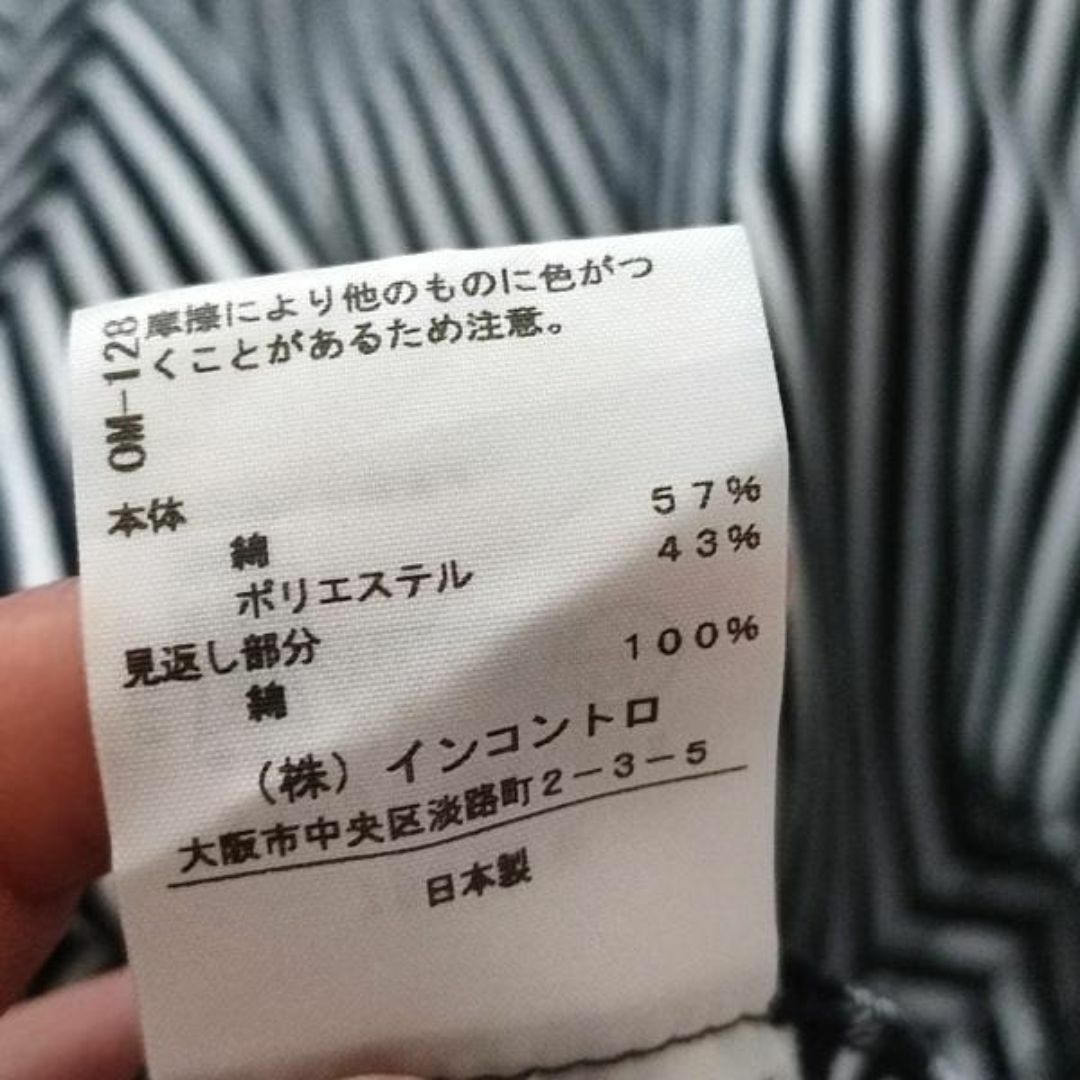 摩擦により他のものに色がつ
くことがあるため注意。
OM-128
本体
綿 57%
ポリエステル 43%
見返し部分
綿 100%
(株)インコントロ
大阪市中央区淡路町2-3-5
日本製